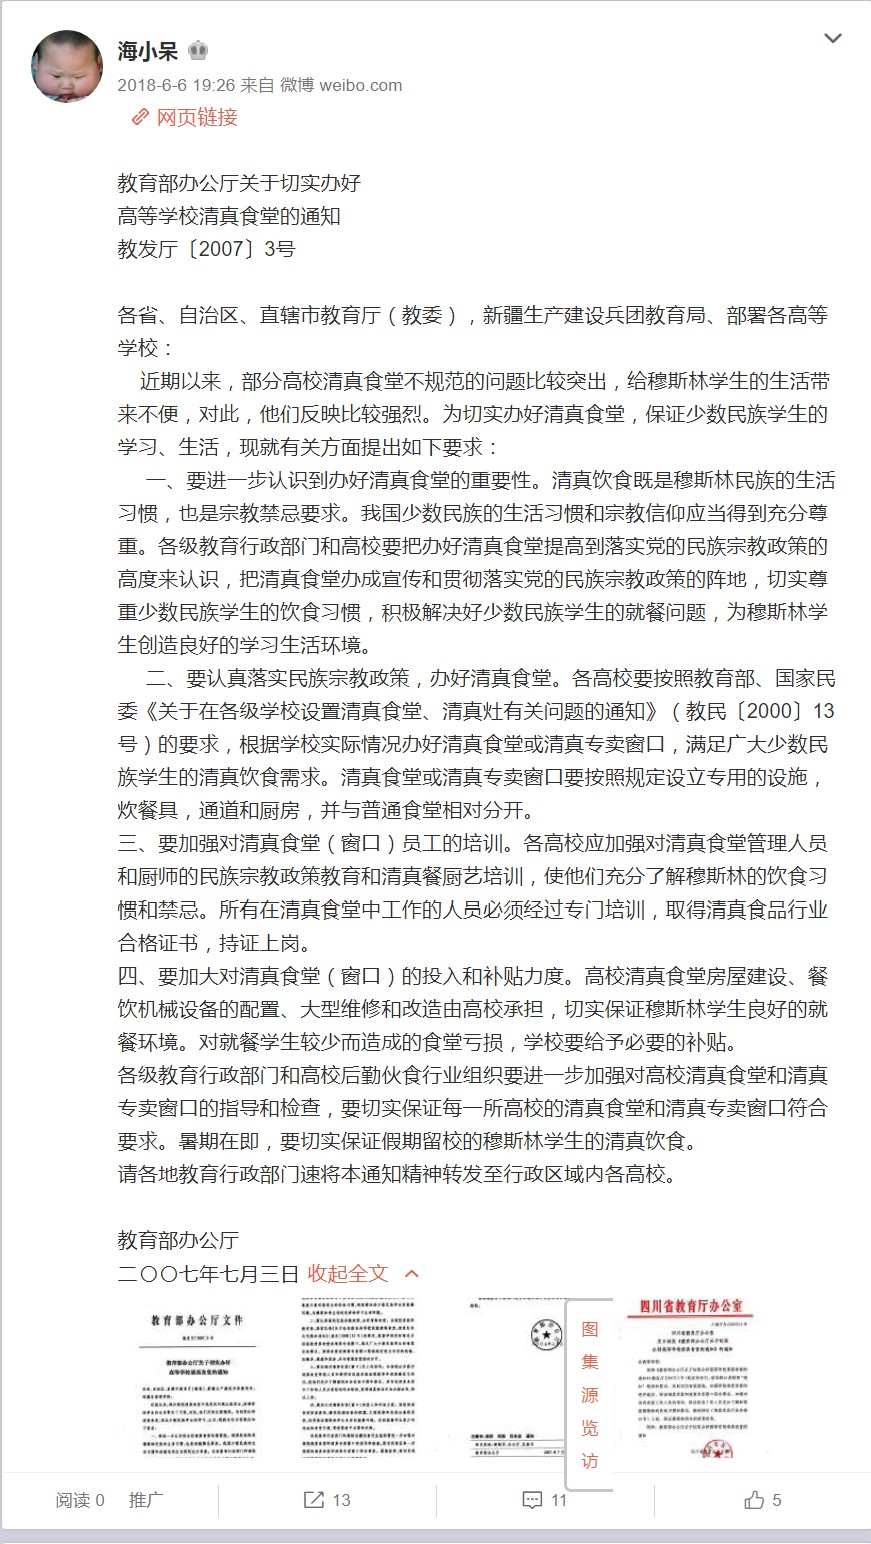 海小呆
2018-6-6 19:26 来自 微博 weibo.com
网页链接
教育部办公厅关于切实办好
高等学校清真食堂的通知
教发厅〔2007〕3号
各省、自治区、直辖市教育厅（教委），新疆生产建设兵团教育局、部署各高等
学校：
近期以来，部分高校清真食堂不规范的问题比较突出，给穆斯林学生的生活带
来不便，对此，他们反映比较强烈。为切实办好清真食堂，保证少数民族学生的
学习、生活，现就有关方面提出如下要求：
一、要进一步认识到办好清真食堂的重要性。清真饮食既是穆斯林民族的生活
习惯，也是宗教禁忌要求。我国少数民族的生活习惯和宗教信仰应当得到充分尊
重。各级教育行政部门和高校要把办好清真食堂提高到落实党的民族宗教政策的
高度来认识，把清真食堂办成宣传和贯彻落实党的民族宗教政策的阵地，切实尊
重少数民族学生的饮食习惯，积极解决好少数民族学生的就餐问题，为穆斯林学
生创造良好的学习生活环境。
二、要认真落实民族宗教政策，办好清真食堂。各高校要按照教育部、国家民
委《关于在各级学校设置清真食堂、清真灶有关问题的通知》（教民〔2000〕13
号）的要求，根据学校实际情况办好清真食堂或清真专卖窗口，满足广大少数民
族学生的清真饮食需求。清真食堂或清真专卖窗口要按照规定设立专用的设施，
炊餐具，通道和厨房，并与普通食堂相对分开。
三、要加强对清真食堂（窗口）员工的培训。各高校应加强对清真食堂管理人员
和厨师的民族宗教政策教育和清真餐厨艺培训，使他们充分了解穆斯林的饮食习
惯和禁忌。所有在清真食堂中工作的人员必须经过专门培训，取得清真食品行业
合格证书，持证上岗。
四、要加大对清真食堂（窗口）的投入和补贴力度。高校清真食堂房屋建设、餐
饮机械设备的配置、大型维修和改造由高校承担，切实保证穆斯林学生良好的就
餐环境。对就餐学生较少而造成的食堂亏损，学校要给予必要的补贴。
各级教育行政部门和高校后勤伙食行业组织要进一步加强对高校清真食堂和清真
专卖窗口的指导和检查，要切实保证每一所高校的清真食堂和清真专卖窗口符合
要求。暑期在即，要切实保证假期留校的穆斯林学生的清真饮食。
请各地教育行政部门速将本通知精神转发至行政区域内各高校。
教育部办公厅
二〇〇七年七月三日 收起全文
教育部办公厅文件
教育部办公厅关于切实办好
高等学校清真食堂的通知
四川省教育厅办公室
图
集
源
览
访
阅读 0 推广
13
11
5